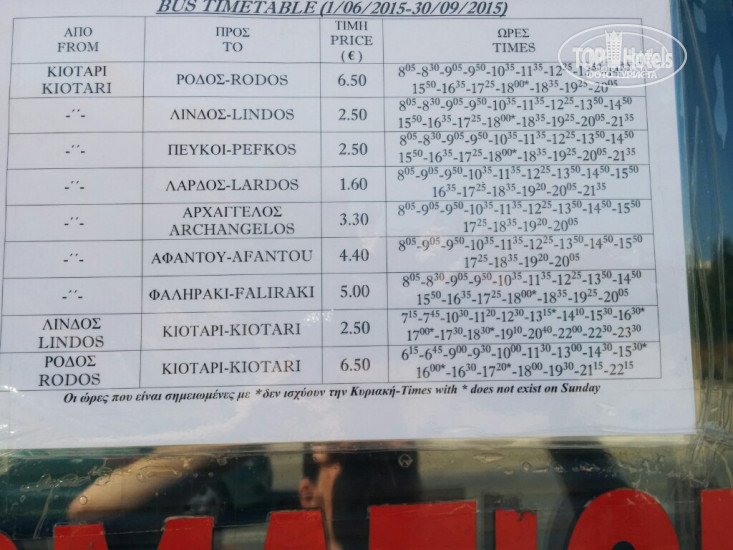 BUS TIMETABLE (1/06/2015-30/09/2015)
ΑΠΟ FROM ΠΡΟΣ TO ΤΙΜΗ PRICE (€) ΩΡΕΣ TIMES
ΚΙΟΤΑΡΙ KIOTARI ΡΟΔΟΣ-RODOS 6.50 8⁰⁵-8³⁰-9⁰⁵-9⁵⁰-10³⁵-11³⁵-12²⁵-13⁵⁰
15⁵⁰-16³⁵-17²⁵-18⁰⁰*-18³⁵-19²⁵-20⁰⁵
-´´- ΛΙΝΔΟΣ-LINDOS 2.50 8⁰⁵-8³⁰-9⁰⁵-9⁵⁰-10³⁵-11³⁵-12²⁵-13⁵⁰-14⁵⁰
15⁵⁰-16³⁵-17²⁵-18⁰⁰*-18³⁵-19²⁵-20⁰⁵-21³⁵
-´´- ΠΕΥΚΟΙ-PEFKOS 2.50 8⁰⁵-8³⁰-9⁰⁵-9⁵⁰-10³⁵-11³⁵-12²⁵-13⁵⁰-14⁵⁰
15⁵⁰-16³⁵-17²⁵-18⁰⁰*-18³⁵-19²⁵-20⁰⁵-21³⁵
-´´- ΛΑΡΔΟΣ-LARDOS 1.60 8⁰⁵-9⁰⁵-9⁵⁰-10³⁵-11³⁵-12²⁵-13⁵⁰-14⁵⁰-15⁵⁰
16³⁵-17²⁵-18³⁵-19²⁰-20⁰⁵-21³⁵
-´´- ΑΡΧΑΓΓΕΛΟΣ ARCHANGELOS 3.30 8⁰⁵-9⁰⁵-9⁵⁰-10³⁵-11³⁵-12²⁵-13⁵⁰-14⁵⁰-15⁵⁰
17²⁵-18³⁵-19²⁰-20⁰⁵
-´´- ΑΦΑΝΤΟΥ-AFANTOU 4.40 8⁰⁵-9⁰⁵-9⁵⁰-10³⁵-11³⁵-12²⁵-13⁵⁰-14⁵⁰-15⁵⁰
17²⁵-18³⁵-19²⁰-20⁰⁵
-´´- ΦΑΛΗΡΑΚΙ-FALIRAKI 5.00 8⁰⁵-8³⁰-9⁰⁵-9⁵⁰-10³⁵-11³⁵-12²⁵-13⁵⁰-14⁵⁰
15⁵⁰-16³⁵-17²⁵-18⁰⁰*-18³⁵-19²⁵-20⁰⁵
ΛΙΝΔΟΣ LINDOS ΚΙΟΤΑΡΙ-KIOTARI 2.50 7¹⁵-7⁴⁵-10³⁰-11²⁰-12³⁰-13¹⁵*-14¹⁰-15³⁰-16³⁰*
17⁰⁰*-17³⁰-18³⁰*-19¹⁰-20⁴⁰-22⁰⁰-22³⁰-23³⁰
ΡΟΔΟΣ RODOS ΚΙΟΤΑΡΙ-KIOTARI 6.50 6¹⁵-6⁴⁵-9⁰⁰-9³⁰-10⁰⁰-11³⁰-13⁰⁰-14³⁰-15³⁰*
16⁰⁰*-16³⁰-17²⁰*-18⁰⁰-19³⁰-21¹⁵-22¹⁵
Οι ώρες που είναι σημειωμένες με * δεν ισχύουν την Κυριακή-Times with * does not exist on Sunday
TOP Hotels